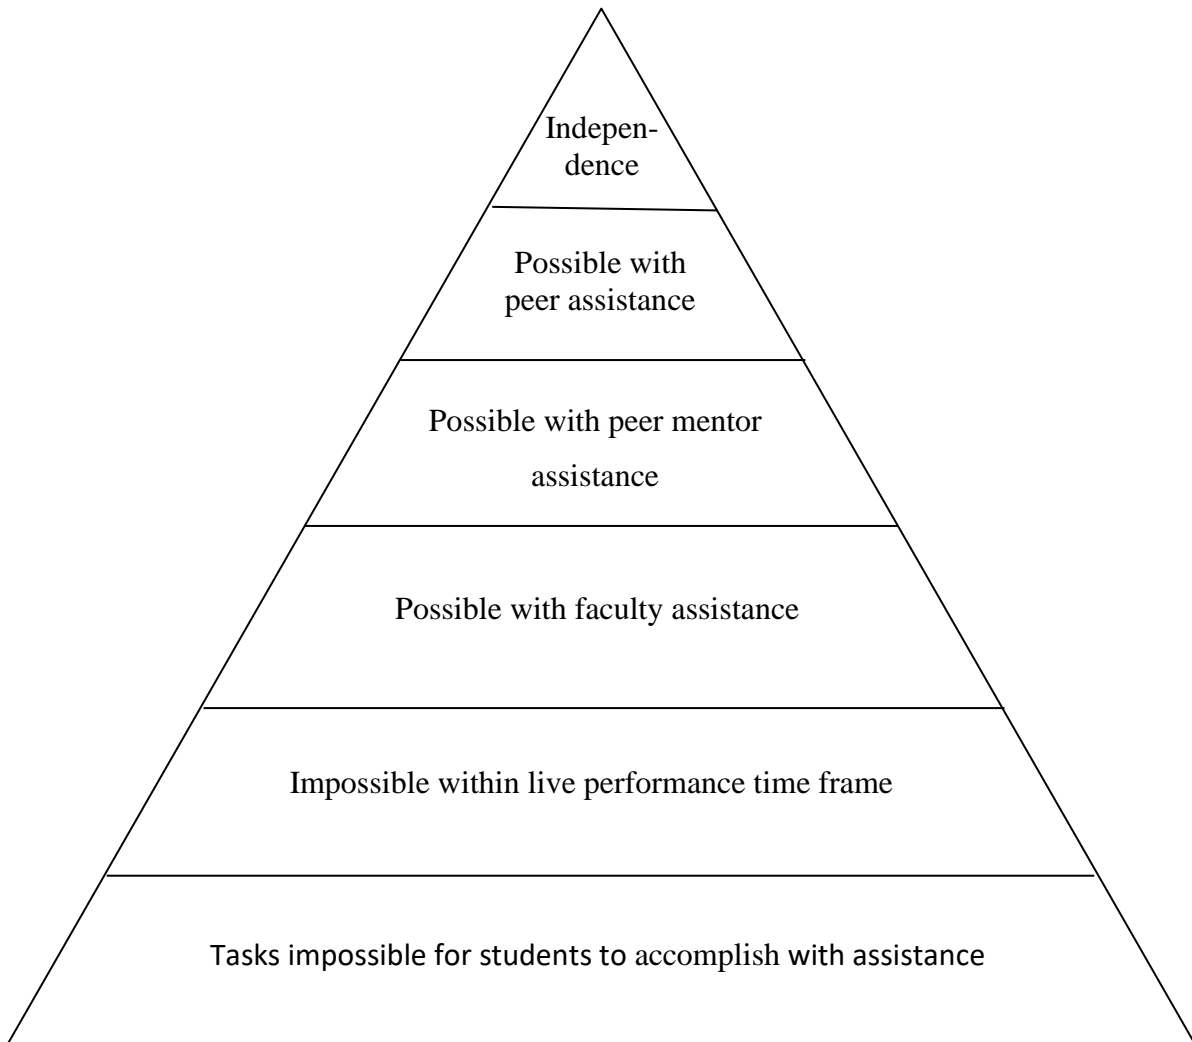 Indepen-
dence
Possible with
peer assistance
Possible with peer mentor
assistance
Possible with faculty assistance
Impossible within live performance time frame
Tasks impossible for students to accomplish with assistance